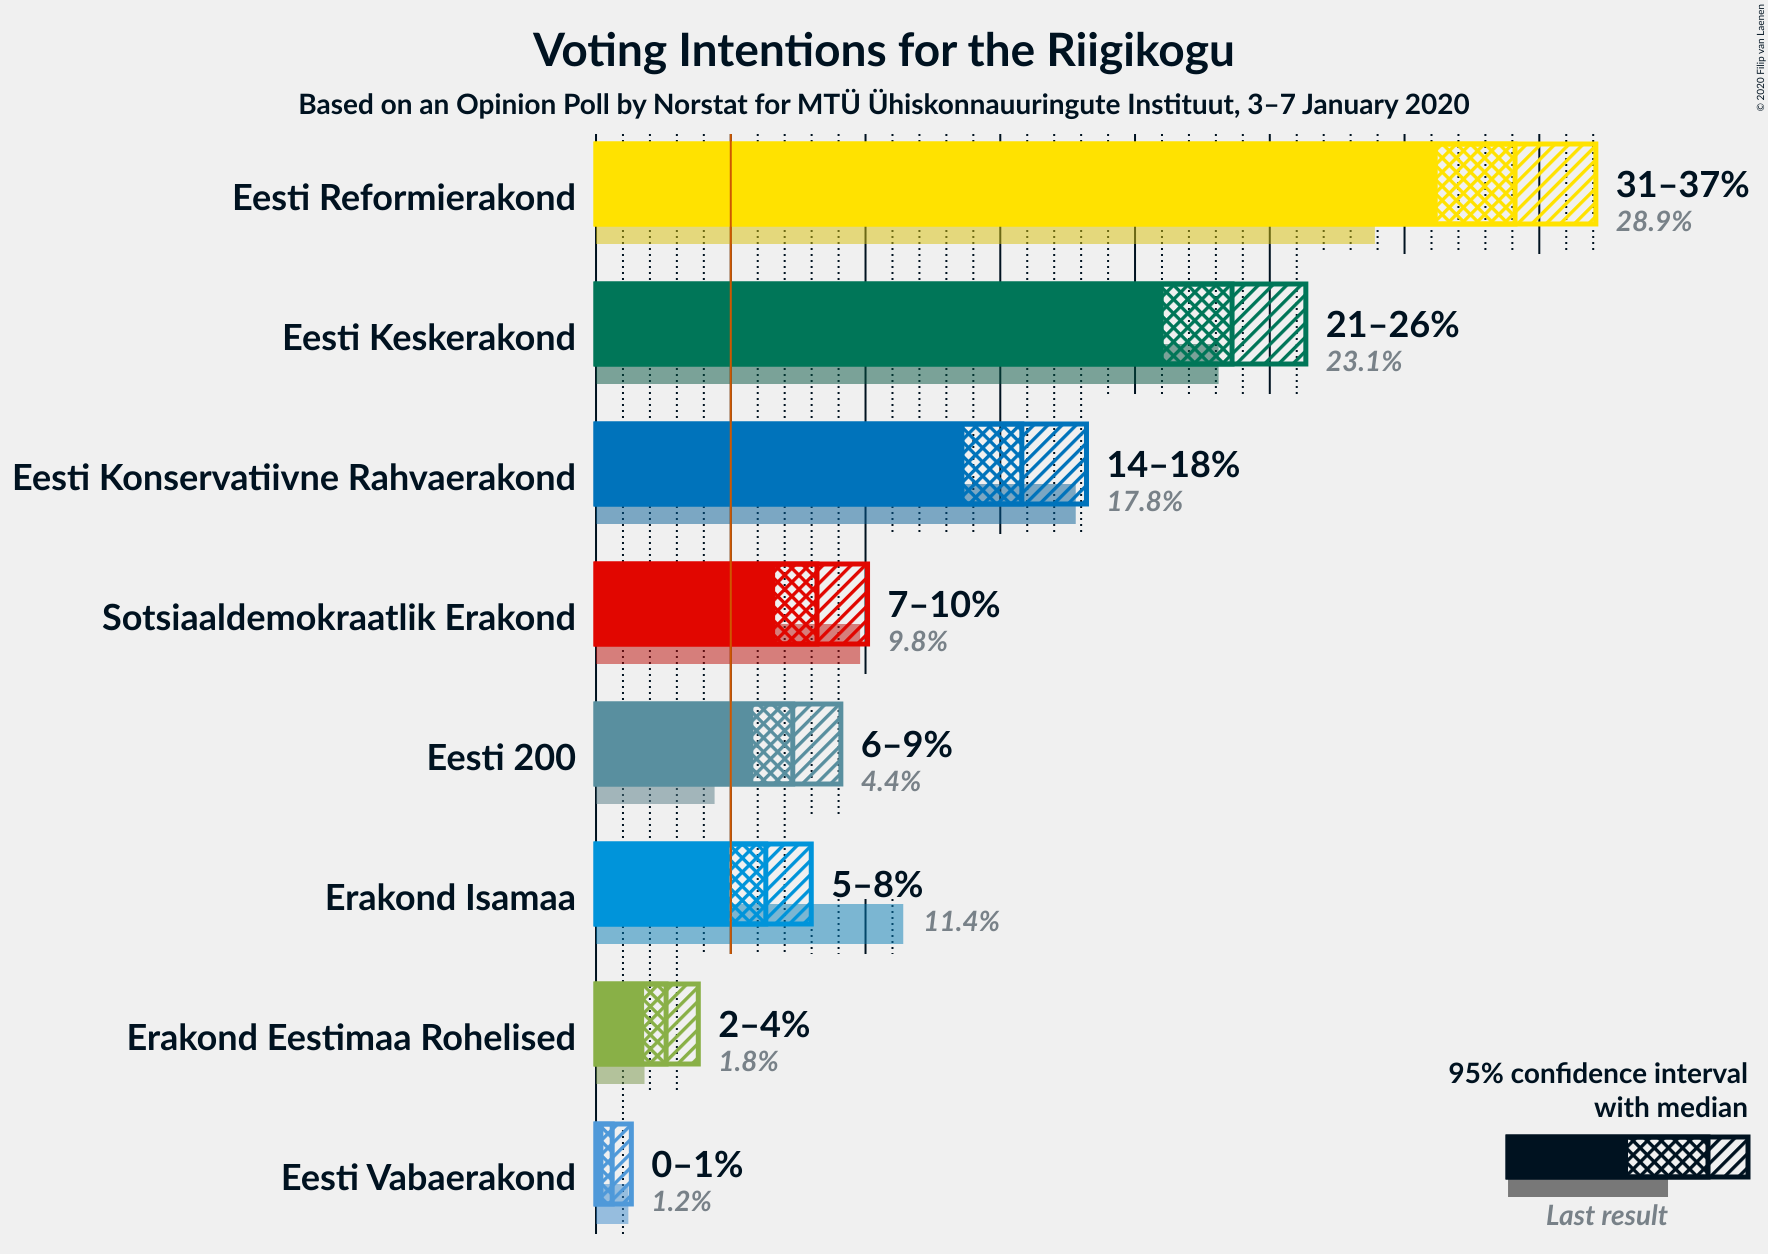 Voting Intentions for the Riigikogu
Based on an Opinion Poll by Norstat for MTÜ Ühiskonnauuringute Instituut, 3–7 January 2020
© 2020 Filip van Laenen
Eesti Reformierakond
31–37%
28.9%
Eesti Keskerakond
21–26%
23.1%
Eesti Konservatiivne Rahvaerakond
14–18%
17.8%
Sotsiaaldemokraatlik Erakond
7–10%
9.8%
Eesti 200
6–9%
4.4%
Erakond Isamaa
5–8%
11.4%
Erakond Eestimaa Rohelised
2–4%
1.8%
Eesti Vabaerakond
0–1%
1.2%
95% confidence interval
with median
Last result